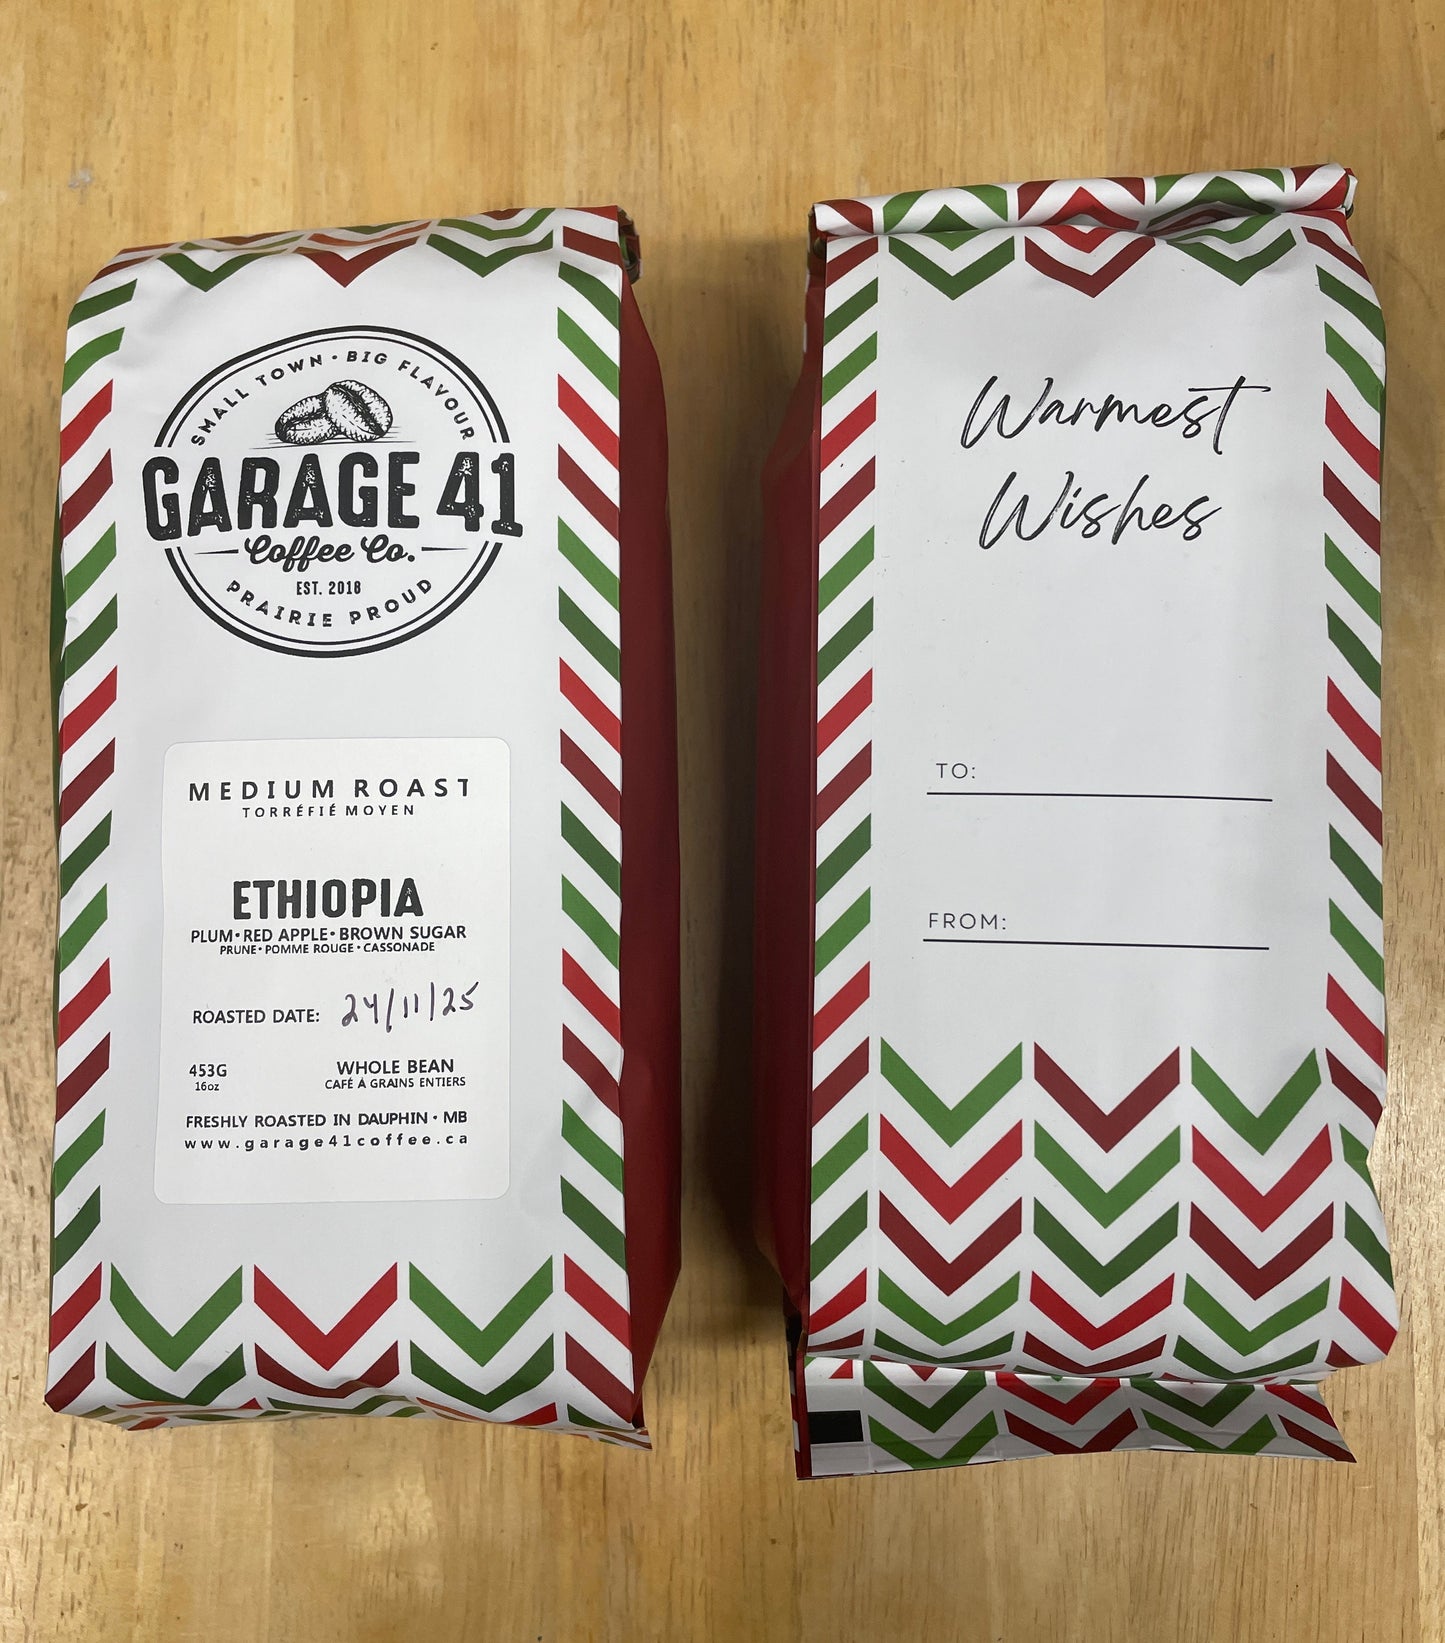 SMALL TOWN • BIG FLAVOUR
GARAGE 41
Coffee Co.
EST. 2018
PRAIRIE PROUD
MEDIUM ROAST
TORRÉFIÉ MOYEN
ETHIOPIA
PLUM • RED APPLE • BROWN SUGAR
PRUNE • POMME ROUGE • CASSONADE
ROASTED DATE: 24/11/25
453G WHOLE BEAN
16oz CAFÉ À GRAINS ENTIERS
FRESHLY ROASTED IN DAUPHIN • MB
www.garage41coffee.ca
Warmest
Wishes
TO:
FROM: